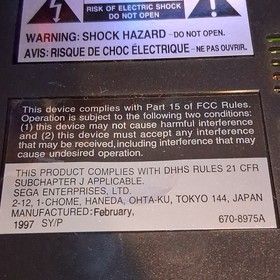 RISK OF ELECTRIC SHOCK
DO NOT OPEN
WARNING: SHOCK HAZARD - DO NOT OPEN.
AVIS: RISQUE DE CHOC ÉLECTRIQUE - NE PAS OUVRIR.
This device complies with Part 15 of FCC Rules.
Operation is subject to the following two conditions:
(1) this device may not cause harmful interference
and (2) this device must accept any interference
that may be received, including interference that may
cause undesired operation.
THIS PRODUCT COMPLIES WITH DHHS RULES 21 CFR
SUBCHAPTER J APPLICABLE.
SEGA ENTERPRISES, LTD.
2-12, 1-CHOME, HANEDA, OHTA-KU, TOKYO 144, JAPAN
MANUFACTURED: February,
1997 SY/P 670-8975A